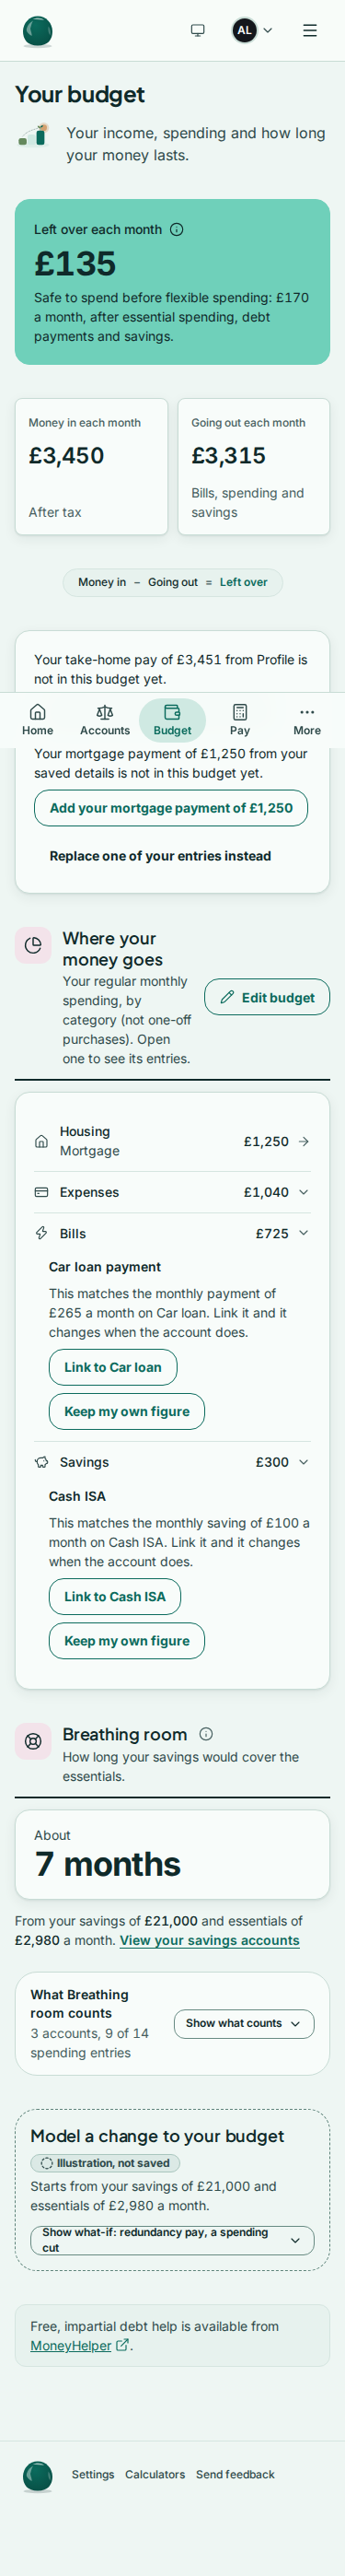 AL
Your budget
Your income, spending and how long
your money lasts.
Left over each month
£135
Safe to spend before flexible spending: £170
a month, after essential spending, debt
payments and savings.
Money in each month
£3,450
After tax
Going out each month
£3,315
Bills, spending and
savings
Money in − Going out = Left over
Your take-home pay of £3,451 from Profile is
not in this budget yet.
Home Accounts Budget Pay More
Your mortgage payment of £1,250 from your
saved details is not in this budget yet.
Add your mortgage payment of £1,250
Replace one of your entries instead
Where your
money goes
Your regular monthly
spending, by
category (not one-off
purchases). Open
one to see its entries.
Edit budget
Housing
Mortgage
£1,250
Expenses £1,040
Bills £725
Car loan payment
This matches the monthly payment of
£265 a month on Car loan. Link it and it
changes when the account does.
Link to Car loan
Keep my own figure
Savings £300
Cash ISA
This matches the monthly saving of £100 a
month on Cash ISA. Link it and it changes
when the account does.
Link to Cash ISA
Keep my own figure
Breathing room
How long your savings would cover the
essentials.
About
7 months
From your savings of £21,000 and essentials of
£2,980 a month. View your savings accounts
What Breathing
room counts
3 accounts, 9 of 14
spending entries
Show what counts
Model a change to your budget
Illustration, not saved
Starts from your savings of £21,000 and
essentials of £2,980 a month.
Show what-if: redundancy pay, a spending
cut
Free, impartial debt help is available from
MoneyHelper.
Settings Calculators Send feedback